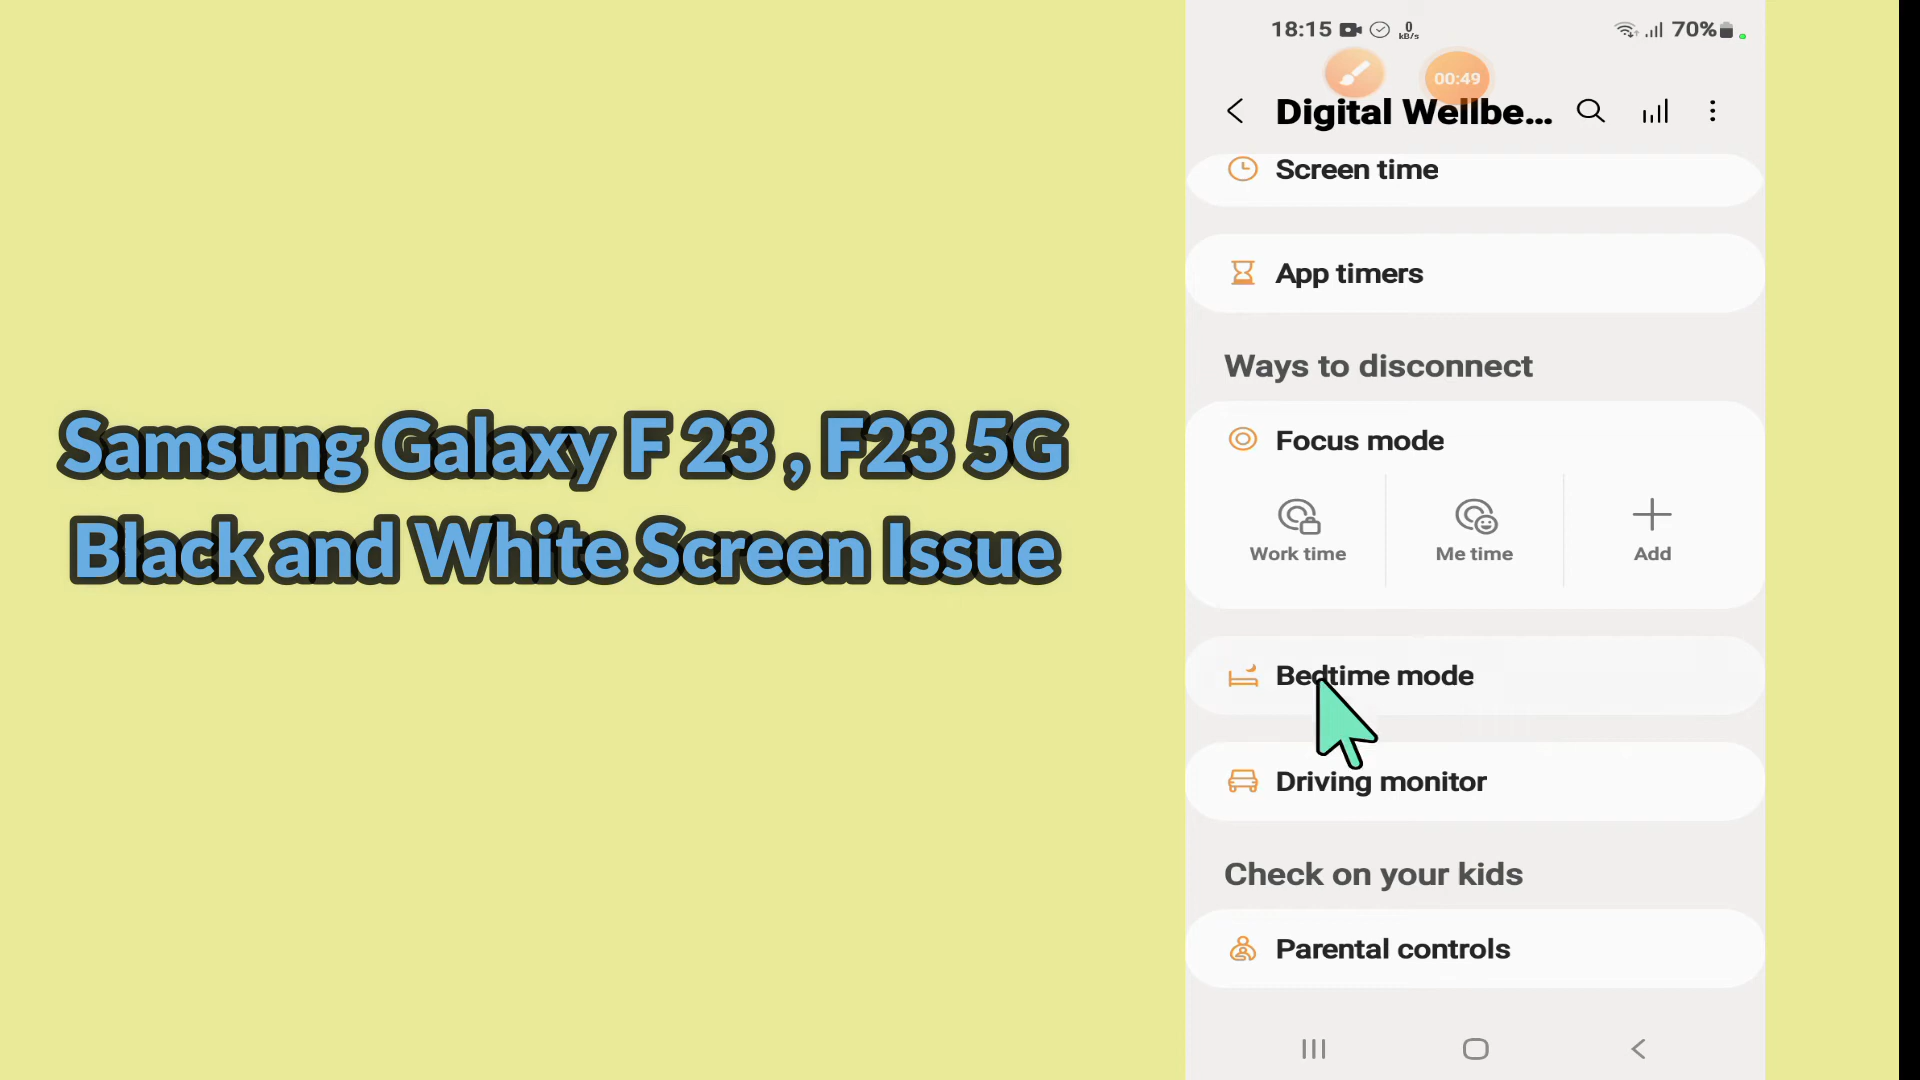 Samsung Galaxy F 23 , F23 5G
Black and White Screen Issue
18:15 0 kB/s 70%
00:49
Digital Wellbe...
Screen time
App timers
Ways to disconnect
Focus mode
Work time Me time Add
Bedtime mode
Driving monitor
Check on your kids
Parental controls